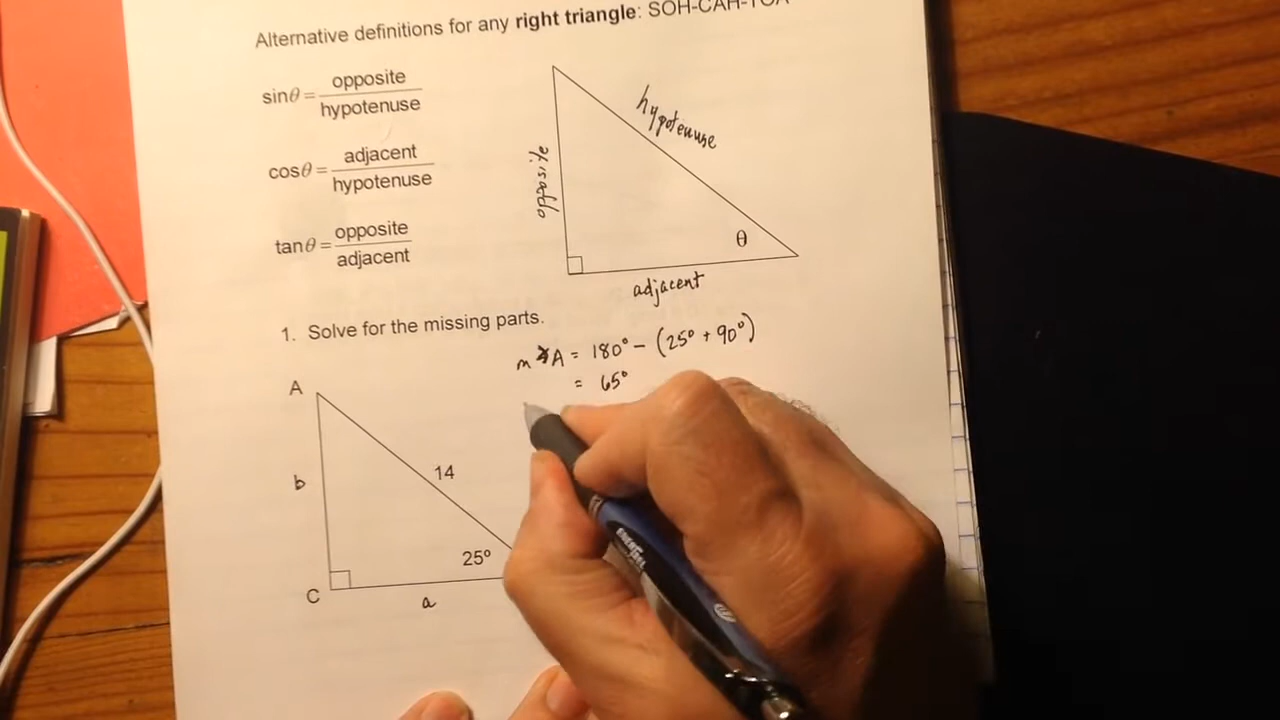 Alternative definitions for any right triangle: SOH-CAH-TOA
sinθ = opposite / hypotenuse
cosθ = adjacent / hypotenuse
tanθ = opposite / adjacent
hypotenuse
opposite
θ
adjacent
1. Solve for the missing parts.
m∡A = 180° - (25° + 90°)
= 65°
A
14
b
25°
C
a